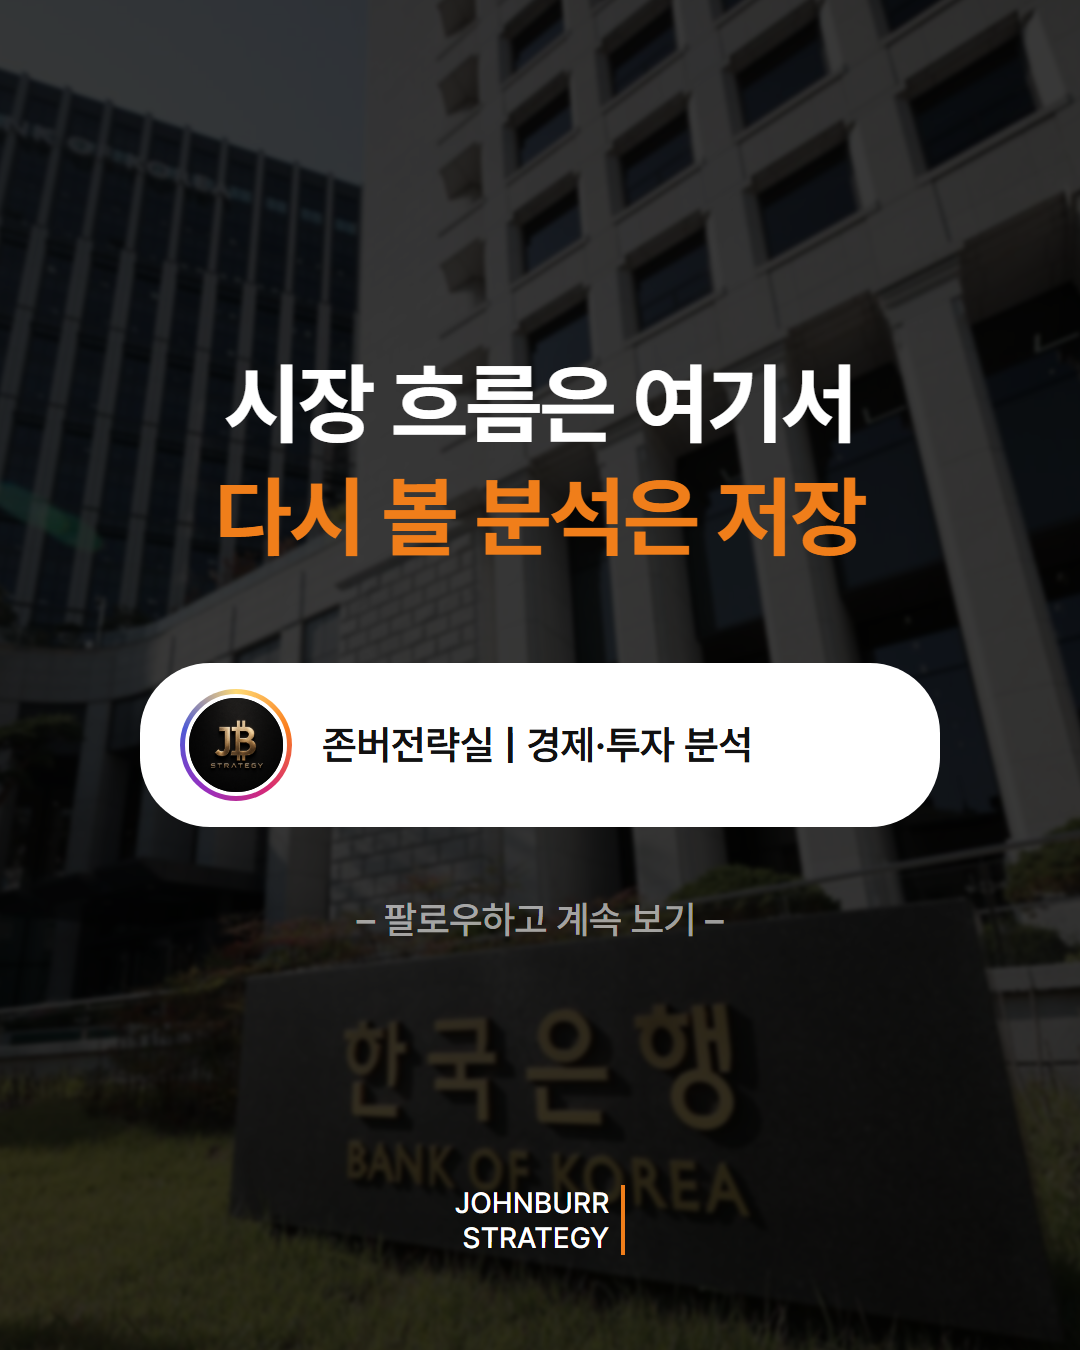 시장 흐름은 여기서
다시 볼 분석은 저장
JB
STRATEGY
존버전략실 | 경제·투자 분석
– 팔로우하고 계속 보기 –
한국은행
BANK OF KOREA
JOHNBURR
STRATEGY